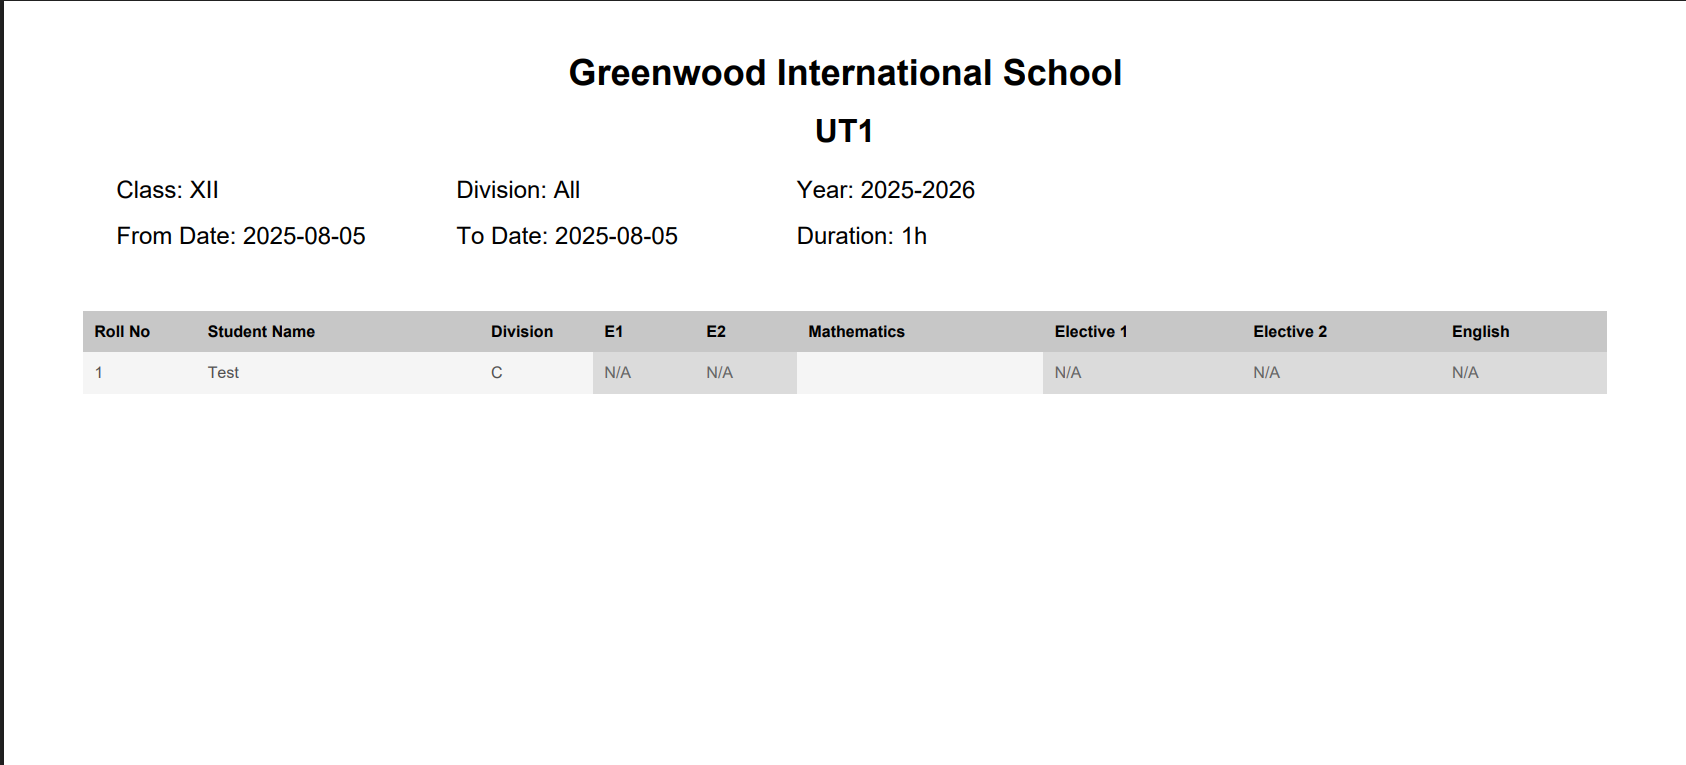 Greenwood International School
UT1
Class: XII Division: All Year: 2025-2026
From Date: 2025-08-05 To Date: 2025-08-05 Duration: 1h
Roll No Student Name Division E1 E2 Mathematics Elective 1 Elective 2 English
1 Test C N/A N/A N/A N/A N/A